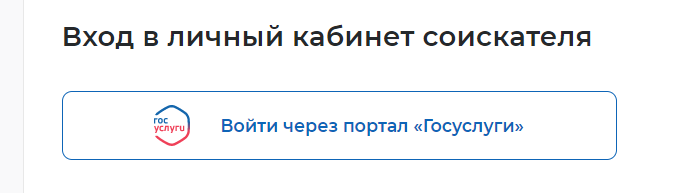 Вход в личный кабинет соискателя
гос
услуги
Войти через портал «Госуслуги»